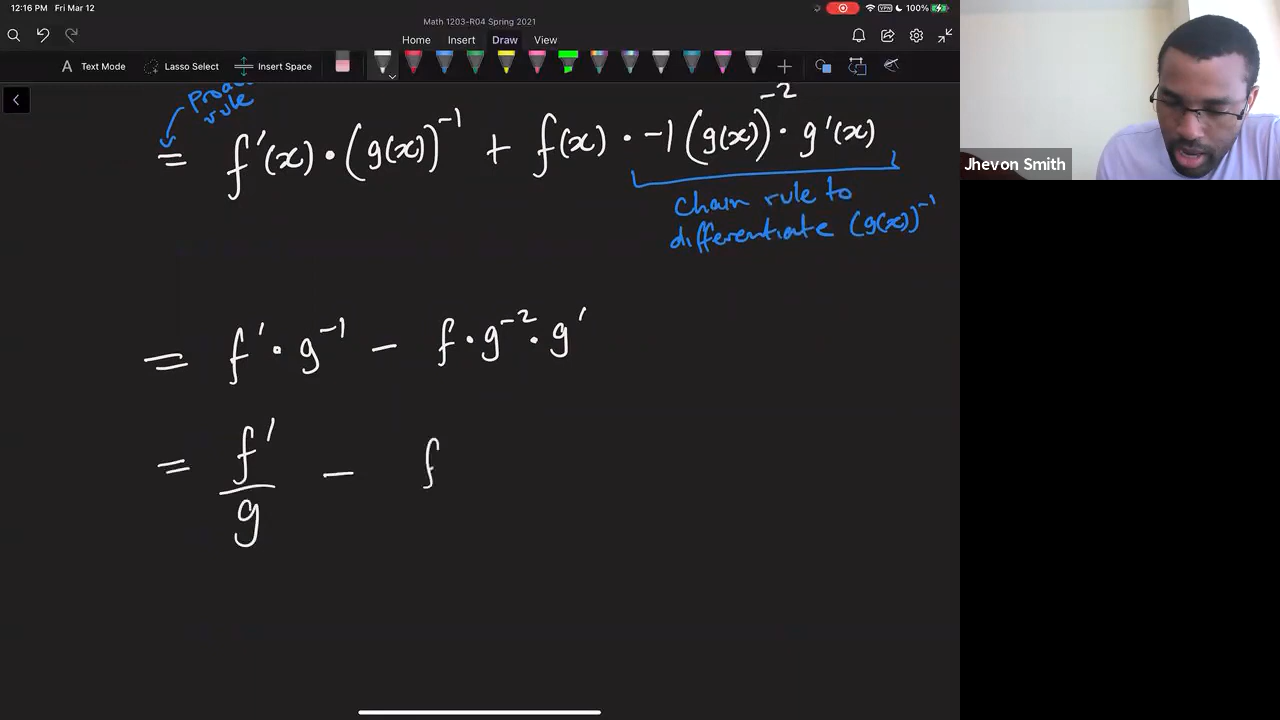 12:16 PM Fri Mar 12
Math 1203-R04 Spring 2021
VPN 100%
Home Insert Draw View
Text Mode Lasso Select Insert Space
product
rule
= f'(x) · (g(x))⁻¹ + f(x) · -1 (g(x))⁻² · g'(x)
Chain rule to
differentiate (g(x))⁻¹
= f' · g⁻¹ - f · g⁻² · g'
= f'/g - f
Jhevon Smith